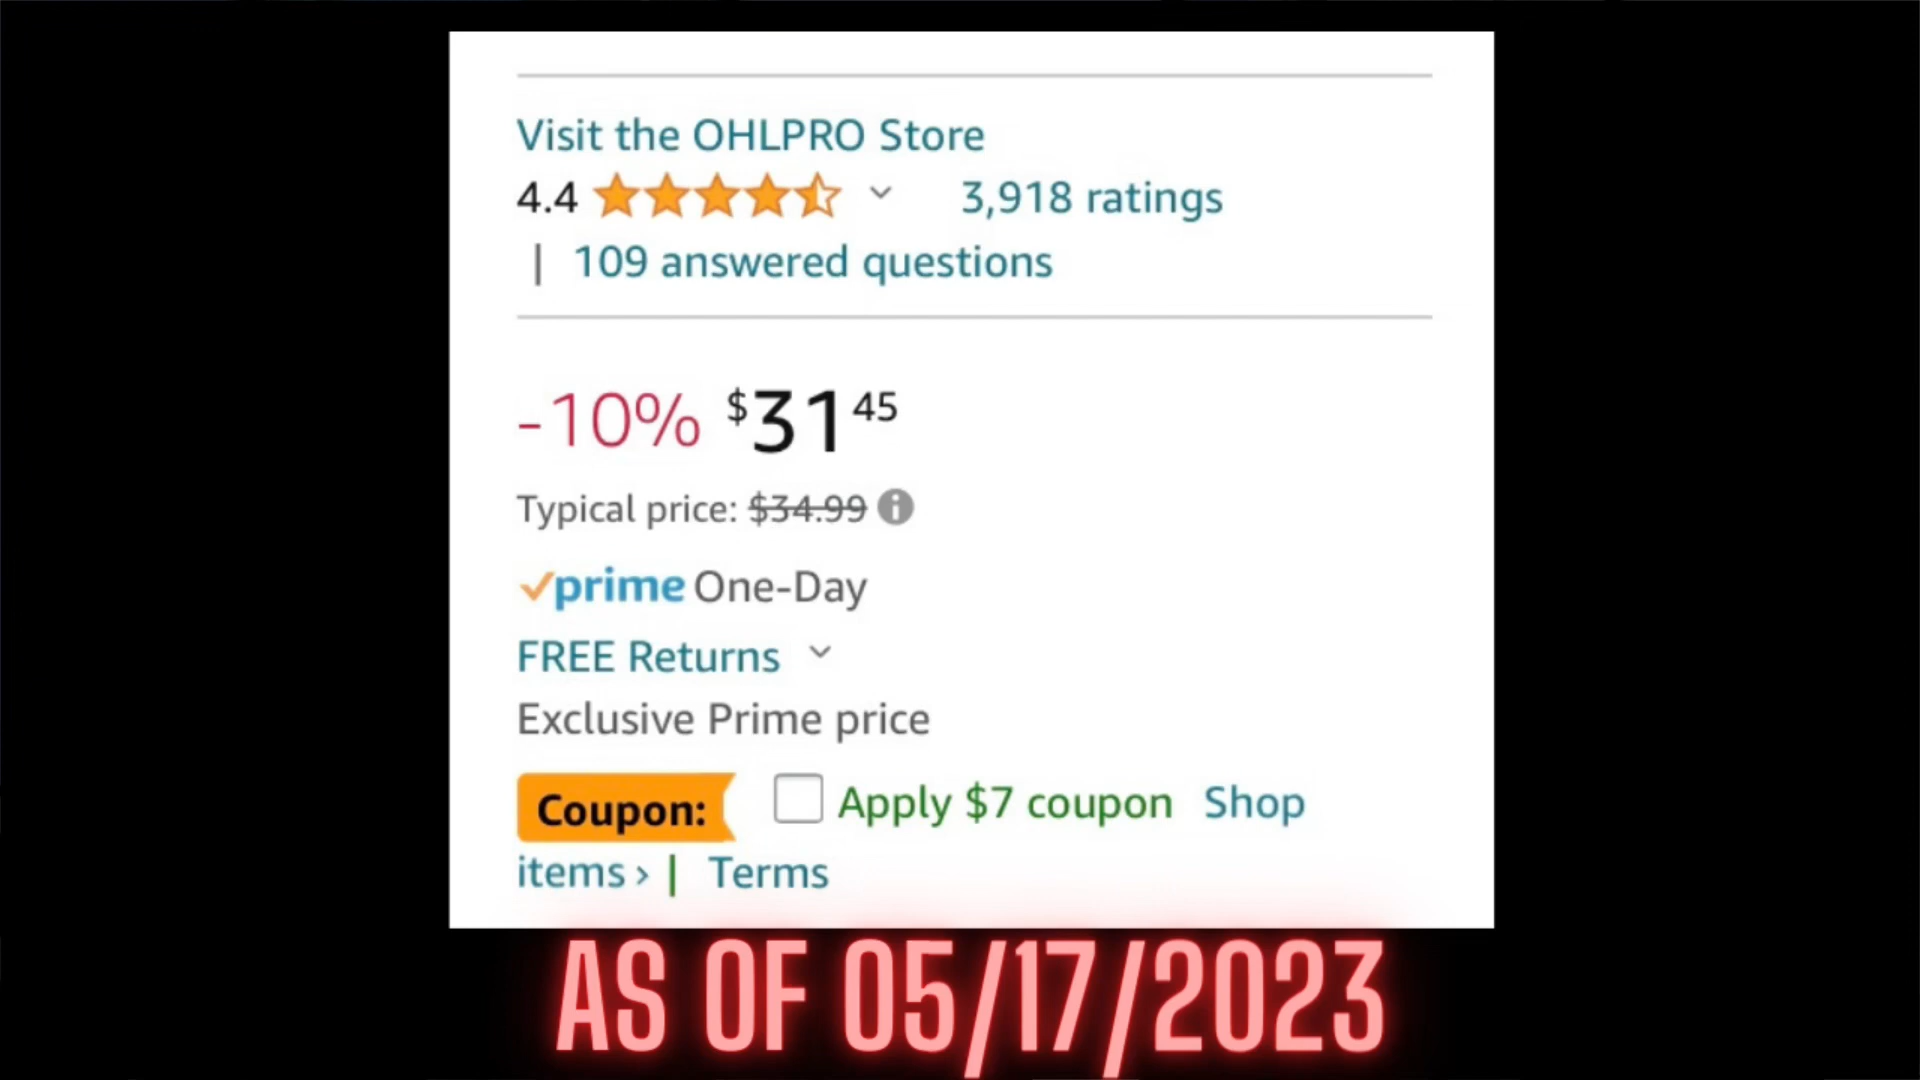 Visit the OHLPRO Store
4.4 3,918 ratings
| 109 answered questions
-10% $31 45
Typical price: $34.99 i
prime One-Day
FREE Returns
Exclusive Prime price
Coupon: Apply $7 coupon Shop
items › | Terms
AS OF 05/17/2023